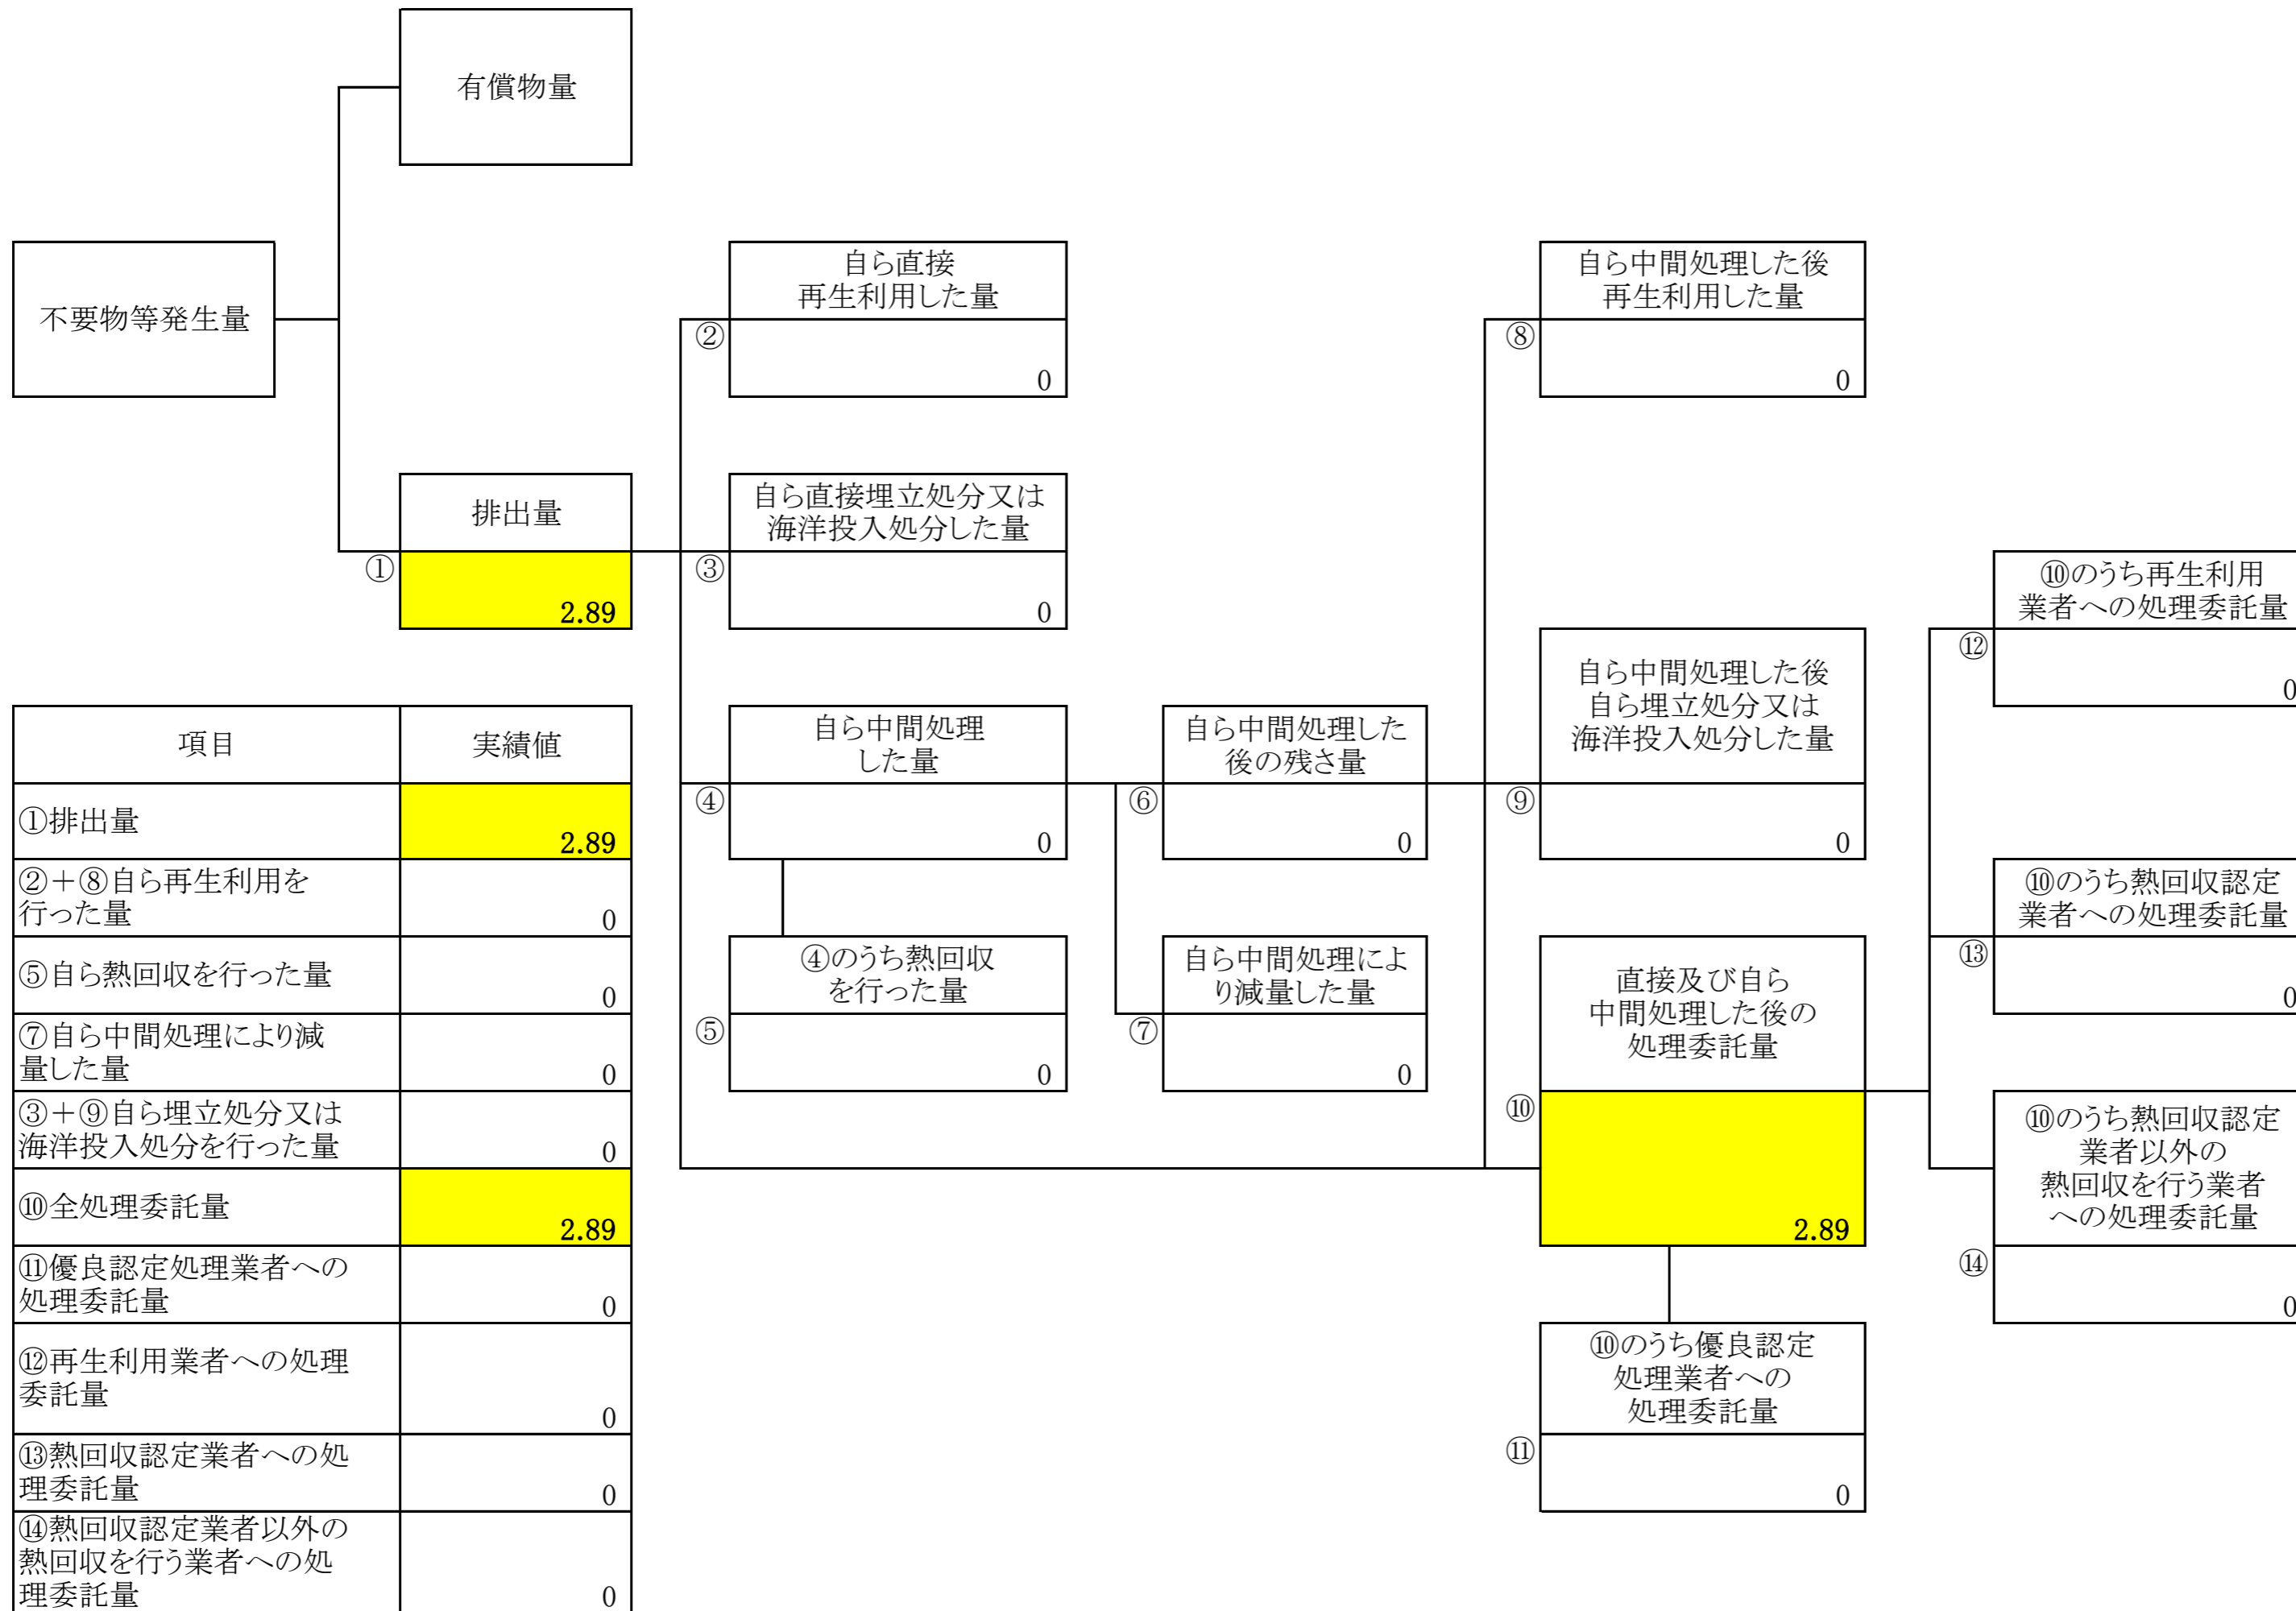 有償物量
不要物等発生量
自ら直接
再生利用した量
②
0
自ら中間処理した後
再生利用した量
⑧
0
排出量
①
2.89
自ら直接埋立処分又は
海洋投入処分した量
③
0
⑩のうち再生利用
業者への処理委託量
⑫
0
自ら中間処理
した量
④
0
自ら中間処理した
後の残さ量
⑥
0
自ら中間処理した後
自ら埋立処分又は
海洋投入処分した量
⑨
0
⑩のうち熱回収認定
業者への処理委託量
⑬
0
④のうち熱回収
を行った量
⑤
0
自ら中間処理によ
り減量した量
⑦
0
直接及び自ら
中間処理した後の
処理委託量
⑩
2.89
⑩のうち熱回収認定
業者以外の
熱回収を行う業者
への処理委託量
⑭
0
⑩のうち優良認定
処理業者への
処理委託量
⑪
0
項目 実績値
①排出量 2.89
②+⑧自ら再生利用を
行った量 0
⑤自ら熱回収を行った量 0
⑦自ら中間処理により減
量した量 0
③+⑨自ら埋立処分又は
海洋投入処分を行った量 0
⑩全処理委託量 2.89
⑪優良認定処理業者への
処理委託量 0
⑫再生利用業者への処理
委託量 0
⑬熱回収認定業者への処
理委託量 0
⑭熱回収認定業者以外の
熱回収を行う業者への処
理委託量 0